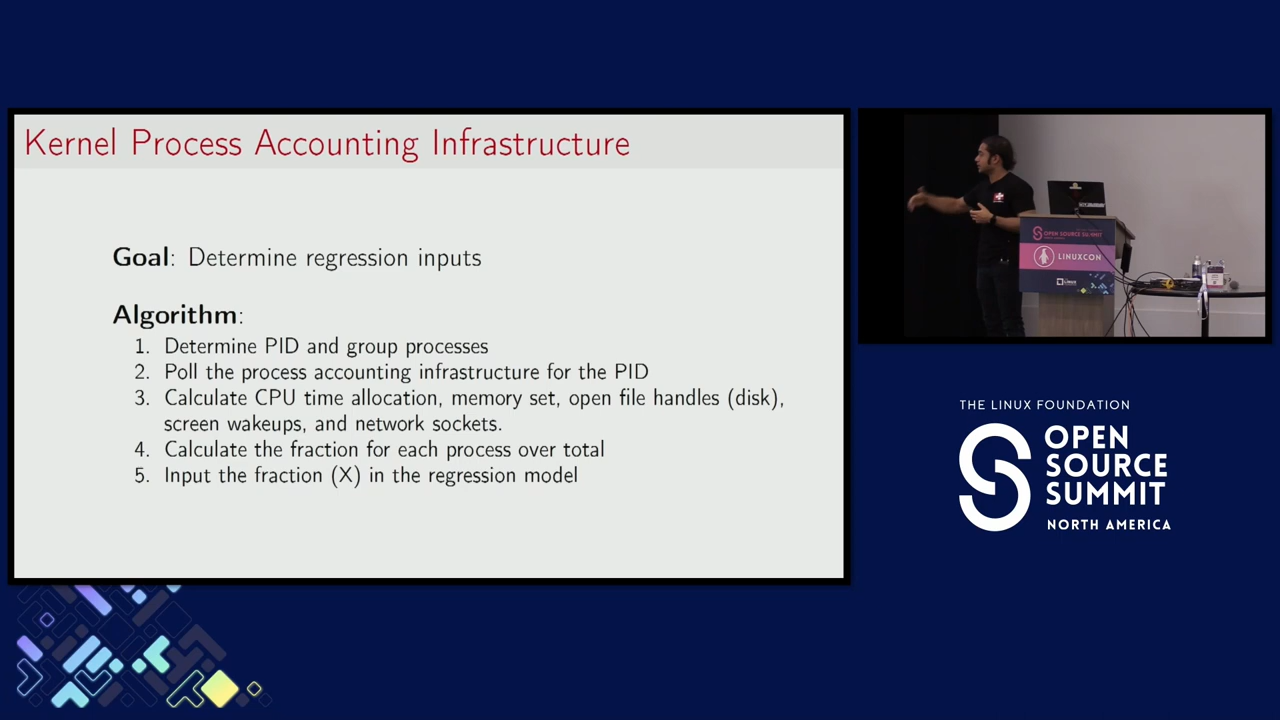 Kernel Process Accounting Infrastructure
Goal: Determine regression inputs
Algorithm:
1. Determine PID and group processes
2. Poll the process accounting infrastructure for the PID
3. Calculate CPU time allocation, memory set, open file handles (disk),
screen wakeups, and network sockets.
4. Calculate the fraction for each process over total
5. Input the fraction (X) in the regression model
OPEN SOURCE SUMMIT
LINUXCON
THE LINUX FOUNDATION
OPEN
SOURCE
SUMMIT
NORTH AMERICA